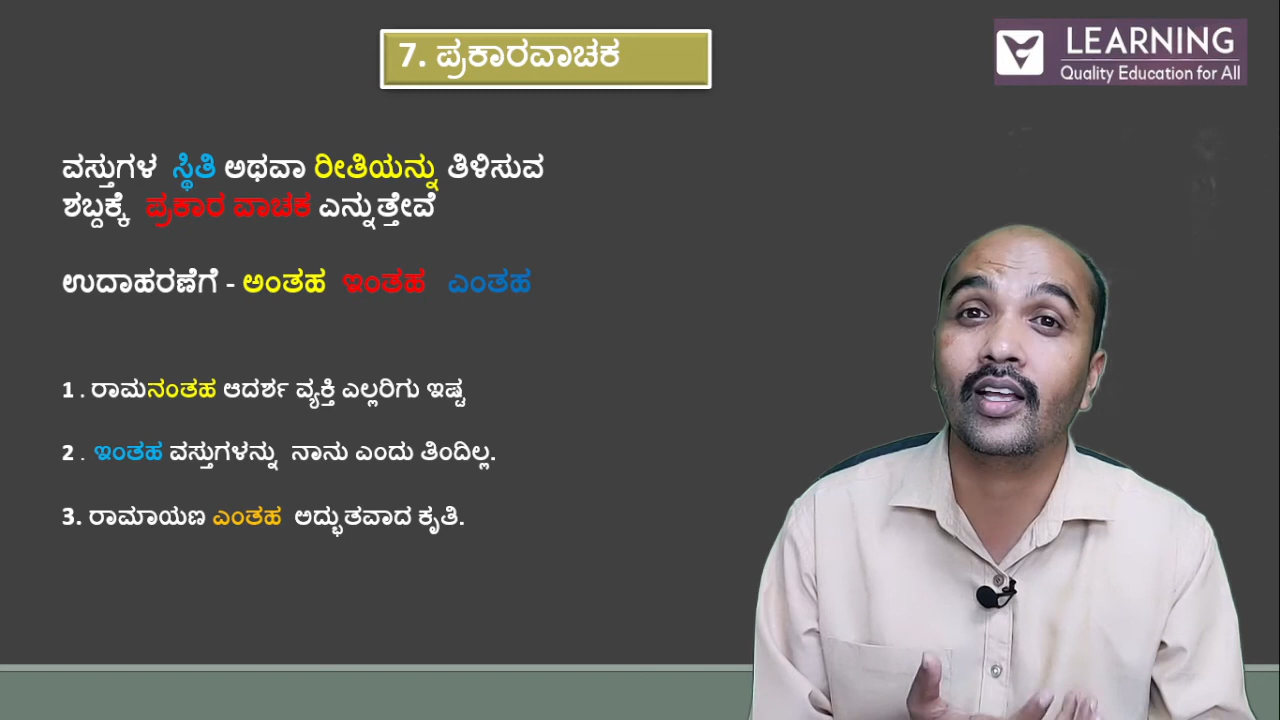 7. ಪ್ರಕಾರವಾಚಕ
LEARNING
Quality Education for All
ವಸ್ತುಗಳ ಸ್ಥಿತಿ ಅಥವಾ ರೀತಿಯನ್ನು ತಿಳಿಸುವ
ಶಬ್ದಕ್ಕೆ ಪ್ರಕಾರ ವಾಚಕ ಎನ್ನುತ್ತೇವೆ
ಉದಾಹರಣೆಗೆ - ಅಂತಹ ಇಂತಹ ಎಂತಹ
1 . ರಾಮನಂತಹ ಆದರ್ಶ ವ್ಯಕ್ತಿ ಎಲ್ಲರಿಗು ಇಷ್ಟ
2 . ಇಂತಹ ವಸ್ತುಗಳನ್ನು ನಾನು ಎಂದು ತಿಂದಿಲ್ಲ.
3. ರಾಮಾಯಣ ಎಂತಹ ಅದ್ಭುತವಾದ ಕೃತಿ.